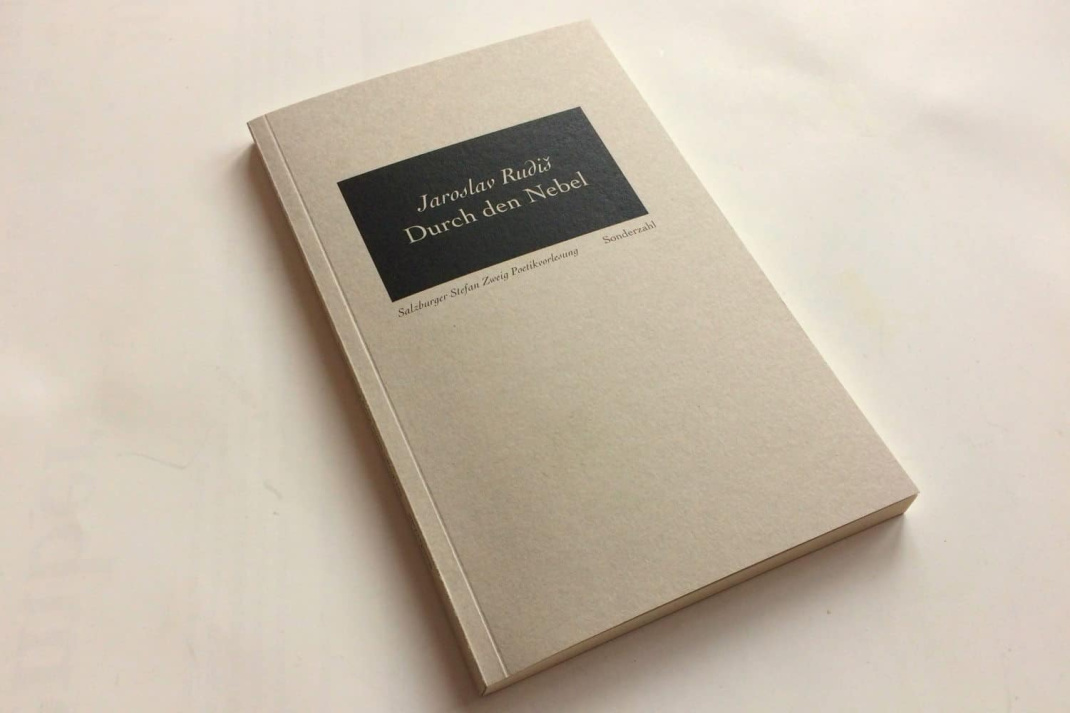 Jaroslav Rudiš
Durch den Nebel
Salzburger Stefan Zweig Poetikvorlesung Sonderzahl